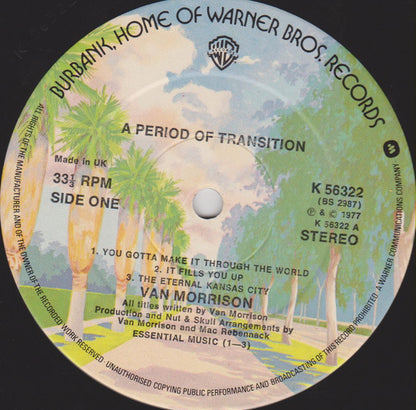 BURBANK, HOME OF WARNER BROS. RECORDS
A PERIOD OF TRANSITION
Made in UK
33⅓ RPM
SIDE ONE
K 56322
(BS 2987)
℗ & © 1977
K 56322 A
STEREO
1. YOU GOTTA MAKE IT THROUGH THE WORLD
2. IT FILLS YOU UP
3. THE ETERNAL KANSAS CITY
VAN MORRISON
All titles written by Van Morrison
Production and Nut & Skull Arrangements by
Van Morrison and Mac Rebennack
ESSENTIAL MUSIC (1—3)
ALL RIGHTS OF THE MANUFACTURER AND OF THE OWNER OF THE RECORDED WORK RESERVED · UNAUTHORISED COPYING PUBLIC PERFORMANCE AND BROADCASTING OF THIS RECORD PROHIBITED. A WARNER COMMUNICATIONS COMPANY